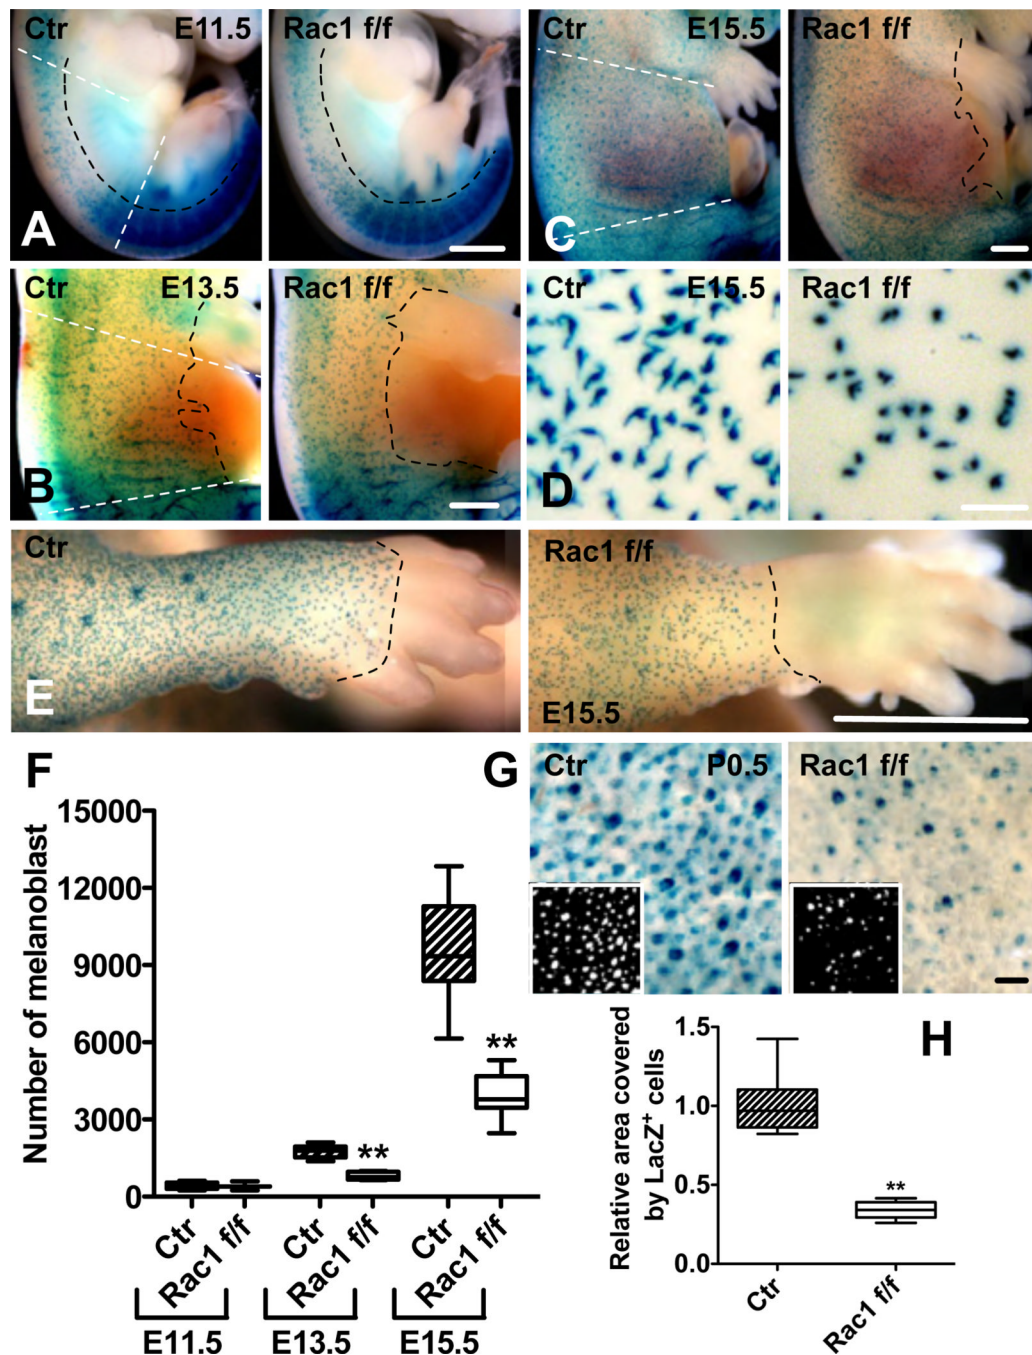 Ctr E11.5 Rac1 f/f
A
Ctr E15.5 Rac1 f/f
C
Ctr E13.5 Rac1 f/f
B
Ctr E15.5 Rac1 f/f
D
Ctr
E
Rac1 f/f
E15.5
F
Number of melanoblast
15000
12000
9000
6000
3000
0
**
**
Ctr
Rac1 f/f
Ctr
Rac1 f/f
Ctr
Rac1 f/f
E11.5
E13.5
E15.5
G
Ctr P0.5 Rac1 f/f
H
Relative area covered
by LacZ+ cells
1.5
1.0
0.5
0.0
**
Ctr
Rac1 f/f